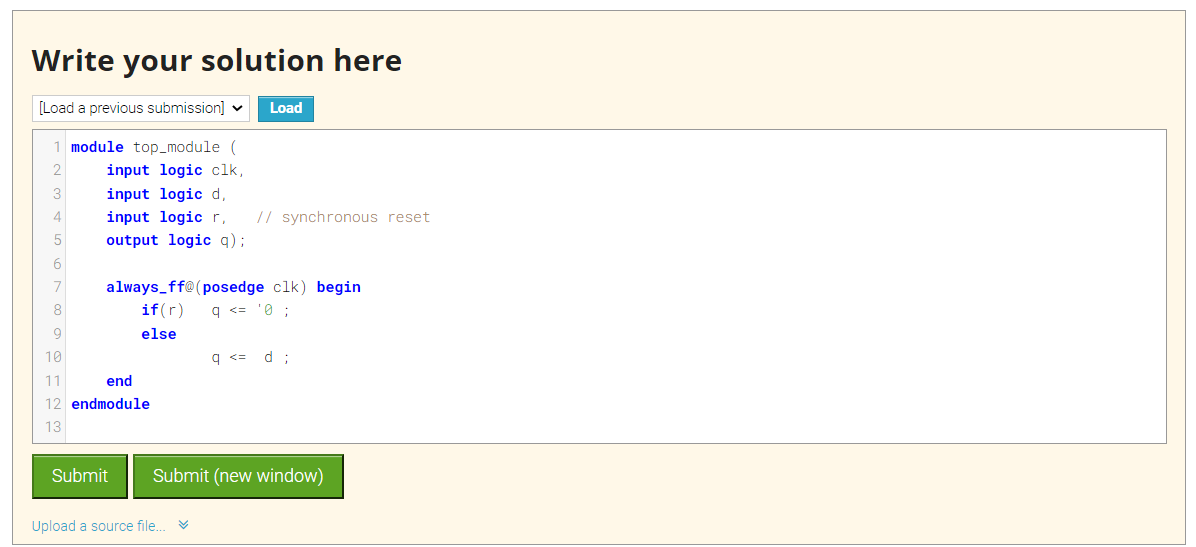 Write your solution here
[Load a previous submission] Load
1 module top_module (
2     input logic clk,
3     input logic d,
4     input logic r,   // synchronous reset
5     output logic q);
6
7     always_ff@(posedge clk) begin
8         if(r)   q <= '0 ;
9         else
10                 q <=  d ;
11     end
12 endmodule
13
Submit Submit (new window)
Upload a source file...